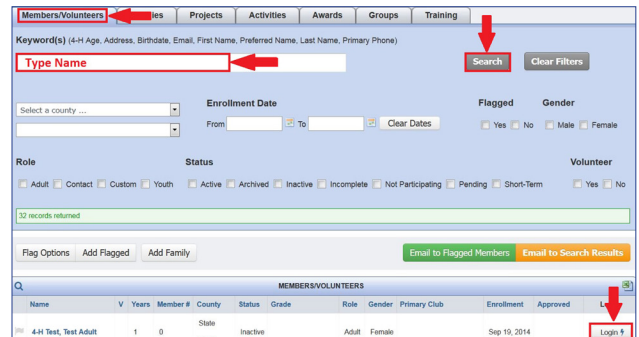 Members/Volunteers ies Projects Activities Awards Groups Training
Keyword(s) (4-H Age, Address, Birthdate, Email, First Name, Preferred Name, Last Name, Primary Phone)
Type Name Search Clear Filters
Select a county ... Enrollment Date Flagged Gender
From To Clear Dates Yes No Male Female
Role Status Volunteer
Adult Contact Custom Youth Active Archived Inactive Incomplete Not Participating Pending Short-Term Yes No
32 records returned
Flag Options Add Flagged Add Family Email to Flagged Members Email to Search Results
MEMBERS/VOLUNTEERS
Name V Years Member # County Status Grade Role Gender Primary Club Enrollment Approved
4-H Test, Test Adult 1 0 State Inactive Adult Female Sep 19, 2014 Login